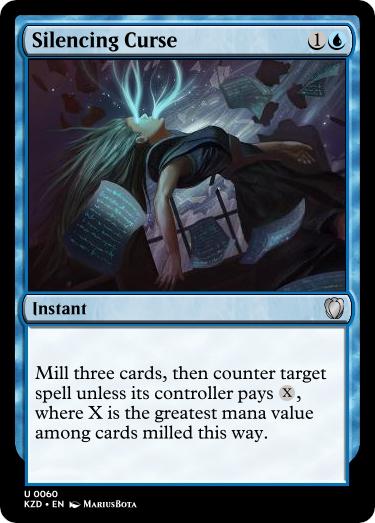 Silencing Curse 1
Instant
Mill three cards, then counter target
spell unless its controller pays X,
where X is the greatest mana value
among cards milled this way.
U 0060
KZD • EN MariusBota